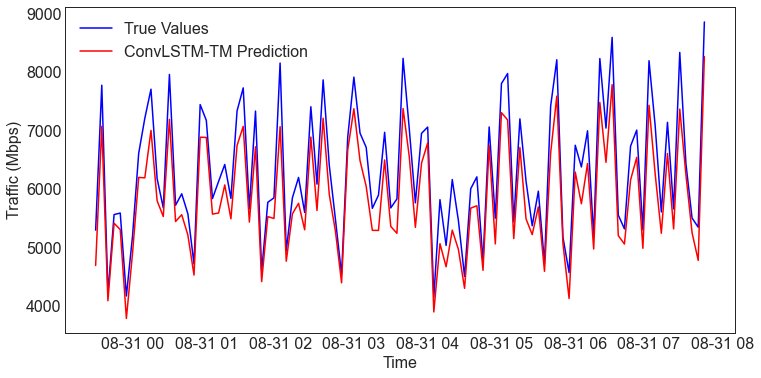 9000
8000
7000
6000
5000
4000
Traffic (Mbps)
True Values
ConvLSTM-TM Prediction
08-31 00 08-31 01 08-31 02 08-31 03 08-31 04 08-31 05 08-31 06 08-31 07 08-31 08
Time